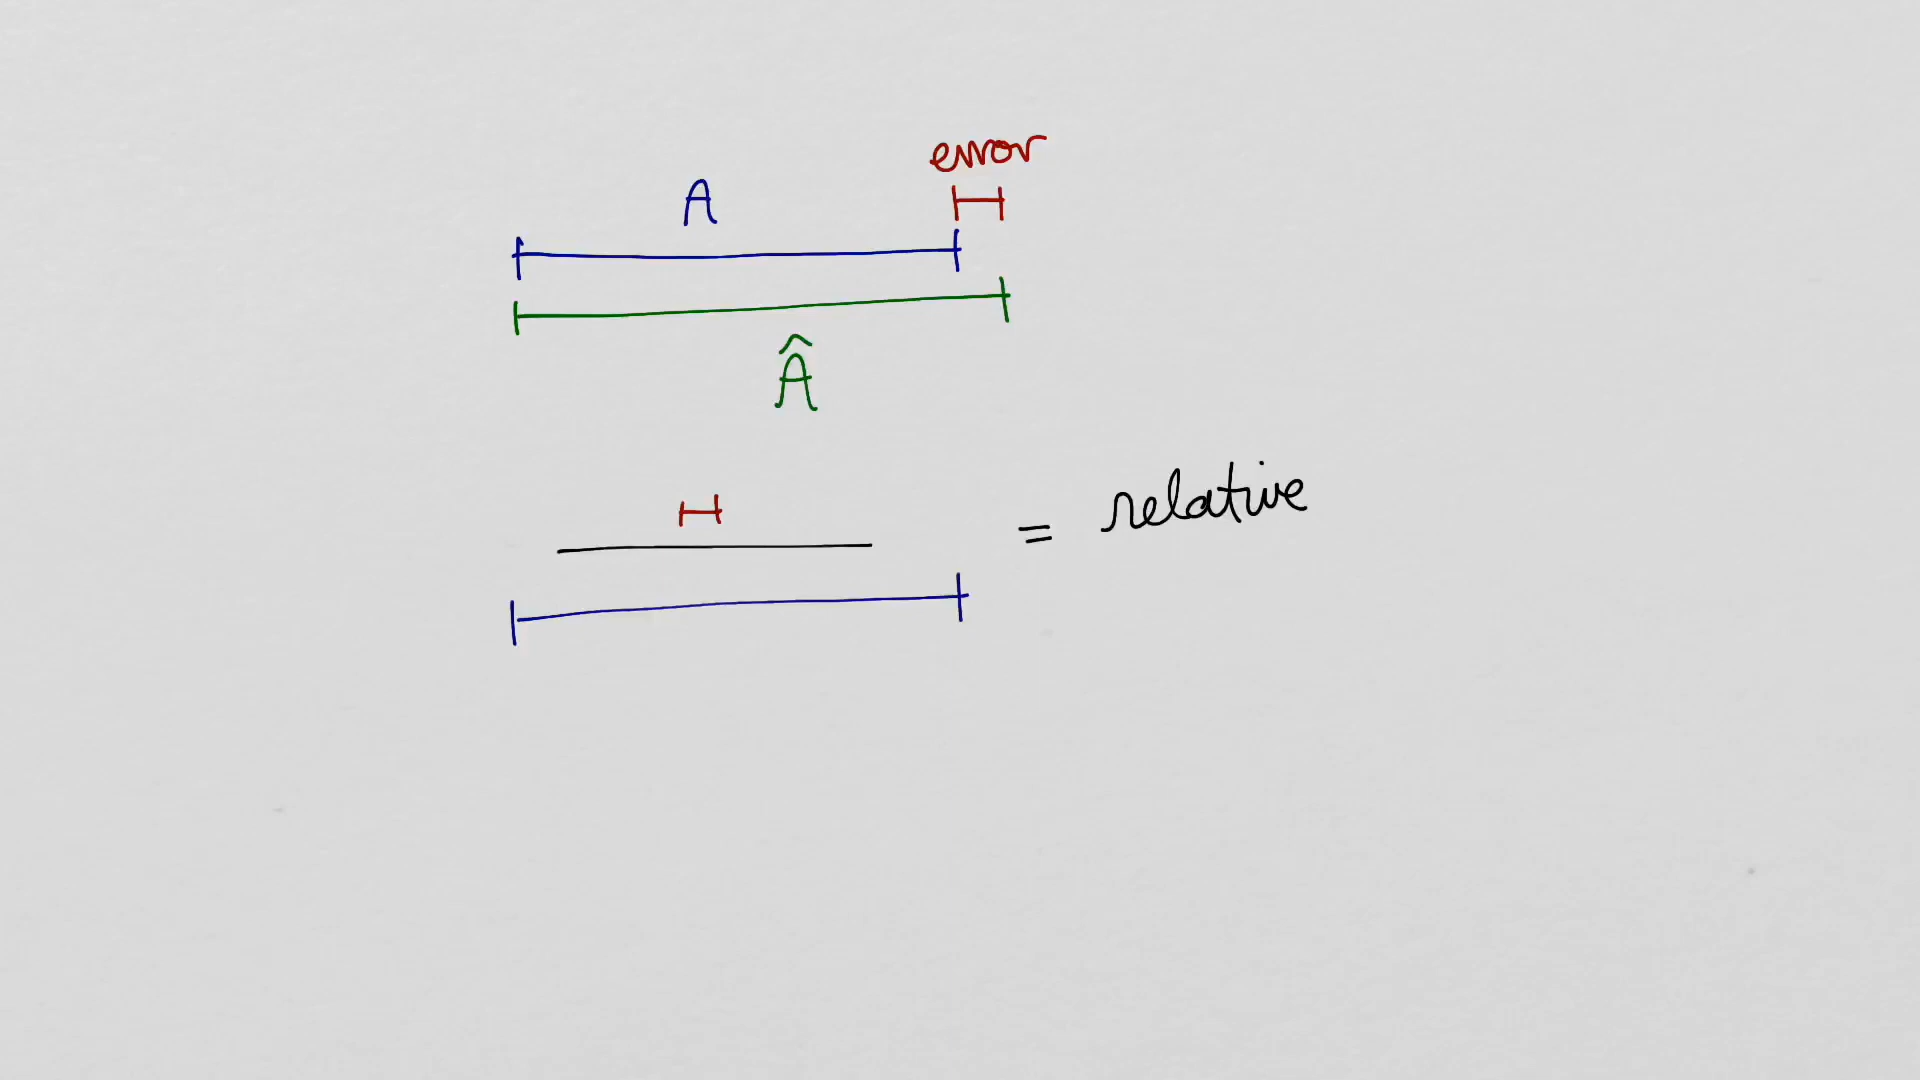 error
A
Â
= relative